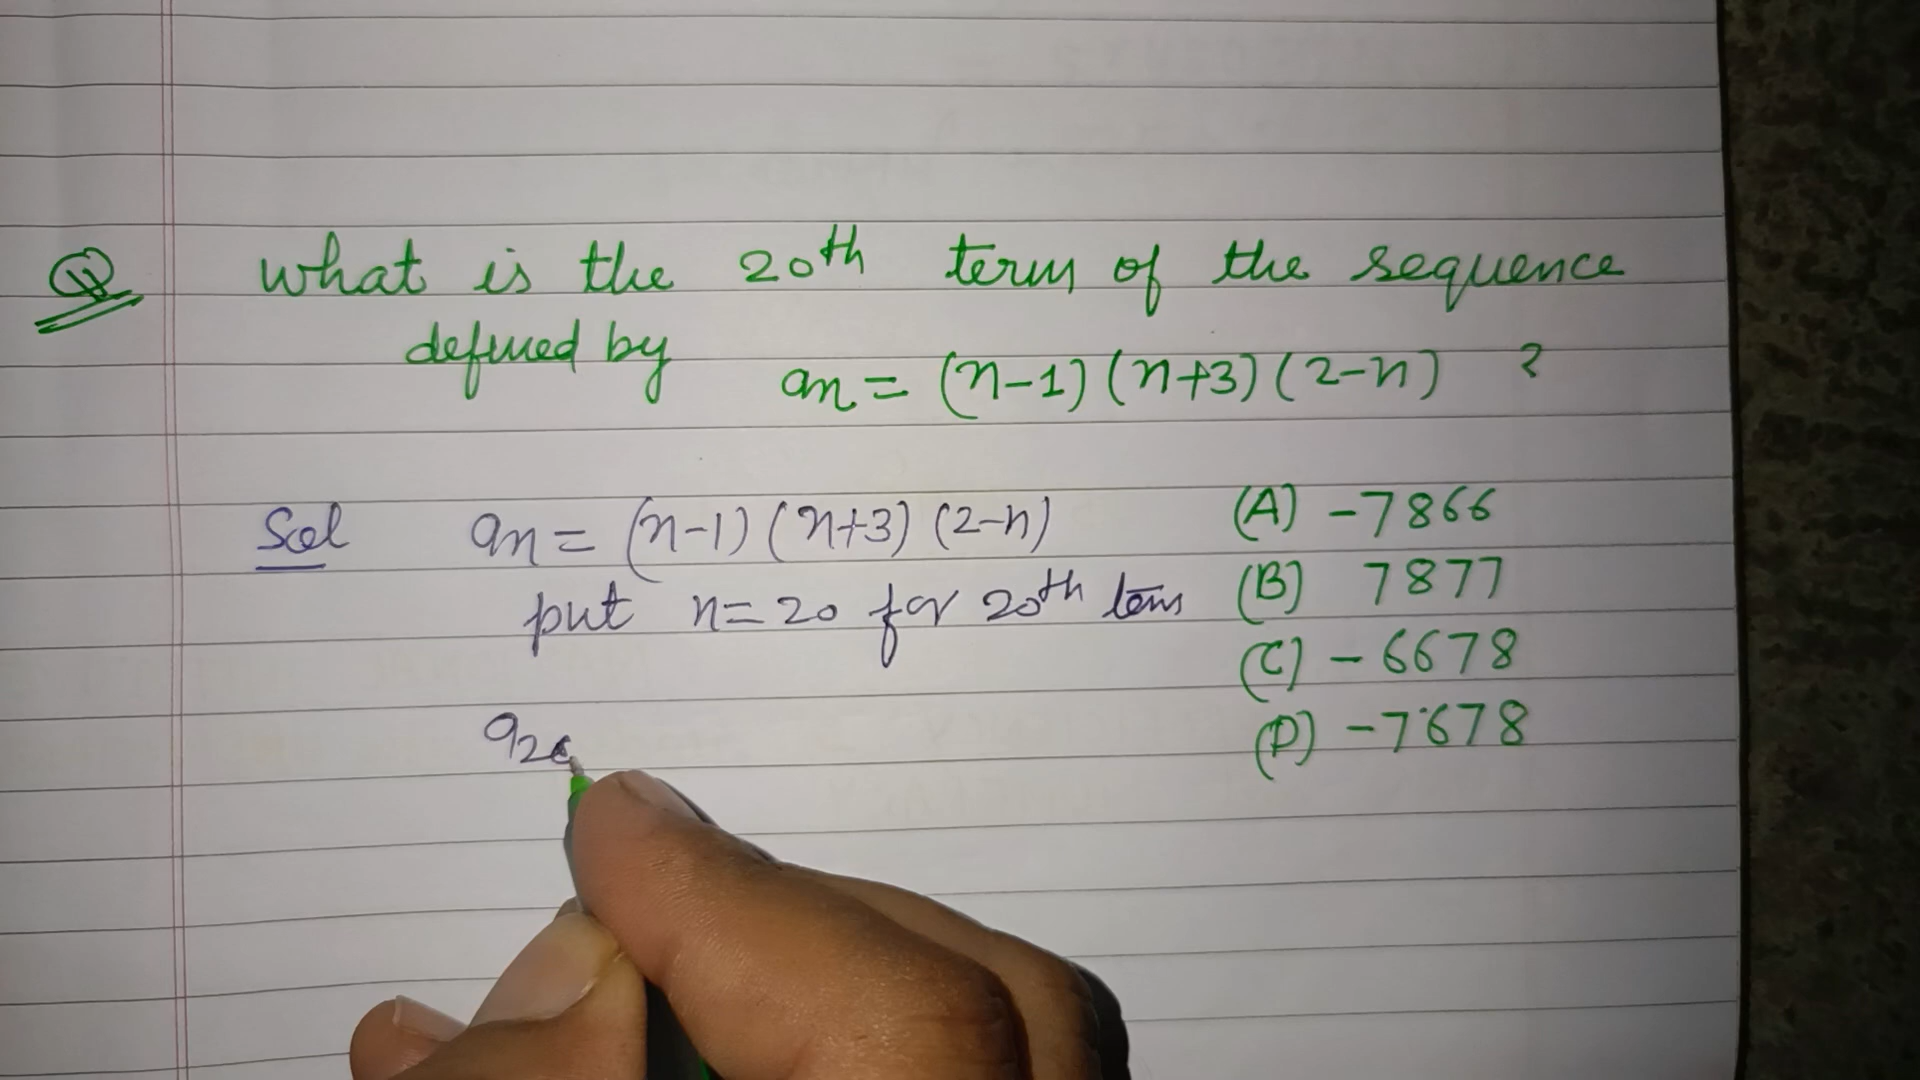 Q What is the 20th term of the sequence
defined by an = (n-1) (n+3) (2-n) ?
Sol an = (n-1) (n+3) (2-n) (A) -7866
put n=20 for 20th term (B) 7877
(C) -6678
a20 (D) -7678